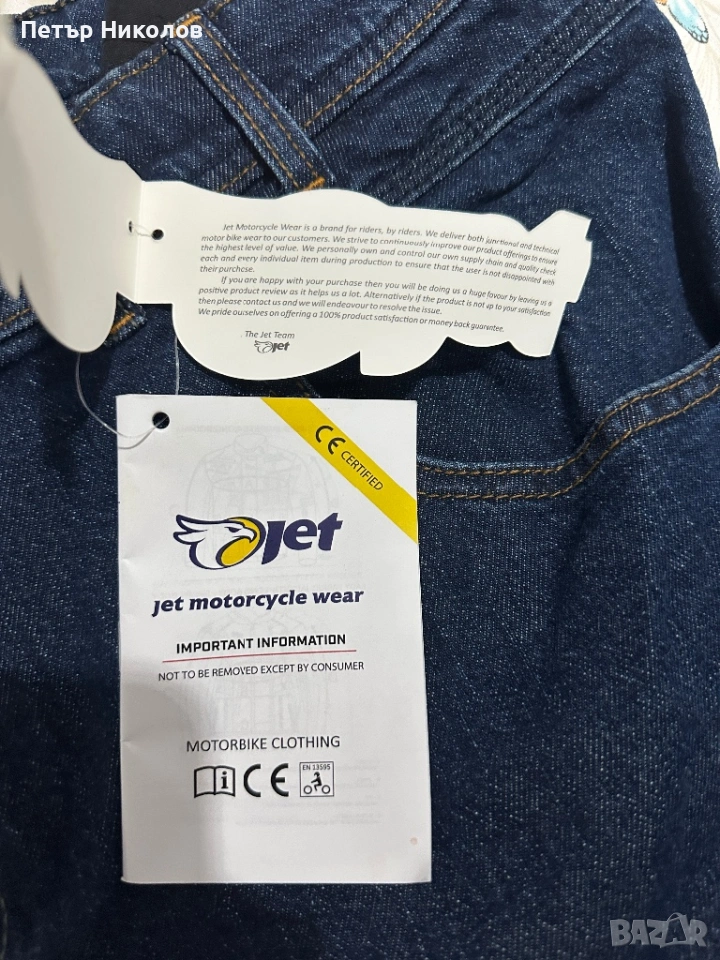 Петър Николов
Jet Motorcycle Wear is a brand for riders, by riders. We deliver both functional and technical
motor bike wear to our customers. We strive to continuously improve our product offerings to ensure
the highest level of value. We personally own and control our own supply chain and quality check
each and every individual item during production to ensure that the user is not disappointed with
their purchcse.
If you are happy with your purchase then you will be doing us a huge favour by leaving us a
positive product review as it helps us a lot. Alternatively if the product is not up to your satisfaction
then please contact us and we will endeavour to resolve the issue.
We pride ourselves on offering a 100% product satisfaction or money back guarentee.
The Jet Team
jet
CE CERTIFIED
jet
jet motorcycle wear
IMPORTANT INFORMATION
NOT TO BE REMOVED EXCEPT BY CONSUMER
MOTORBIKE CLOTHING
i CE EN 13595
BAZAR